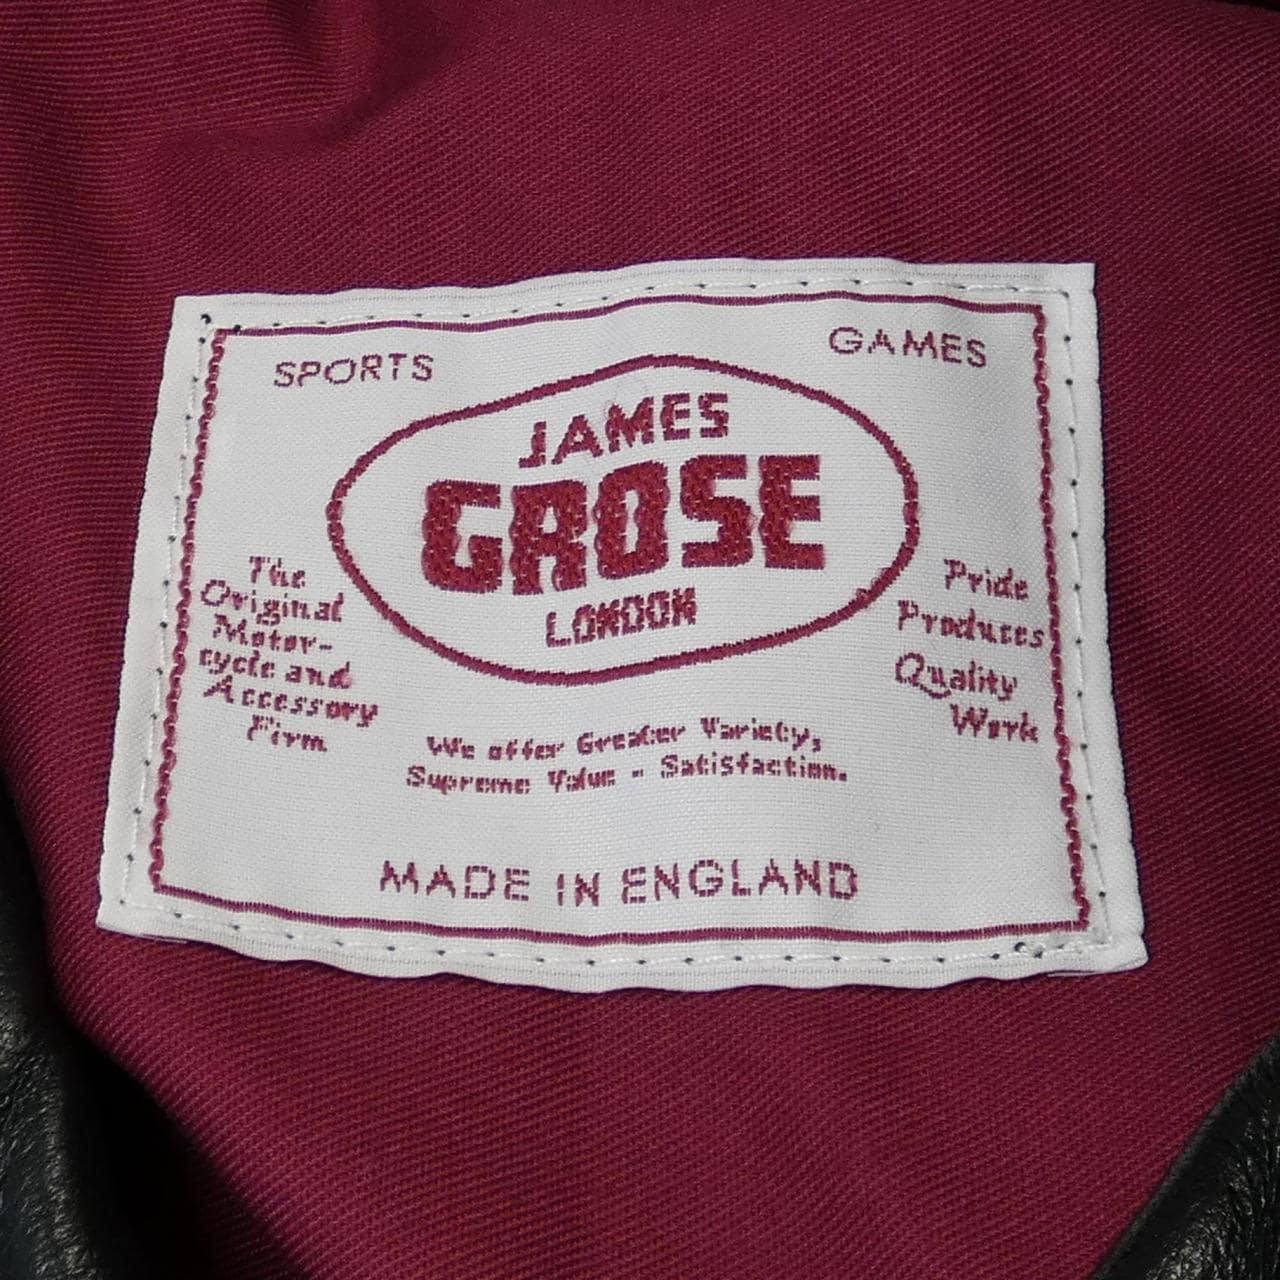 SPORTS
GAMES
JAMES
GROSE
LONDON
The
Original
Motor-
cycle and
Accessory
Firm
Pride
Produces
Quality
Work
We offer Greater Variety,
Supreme Value - Satisfaction.
MADE IN ENGLAND